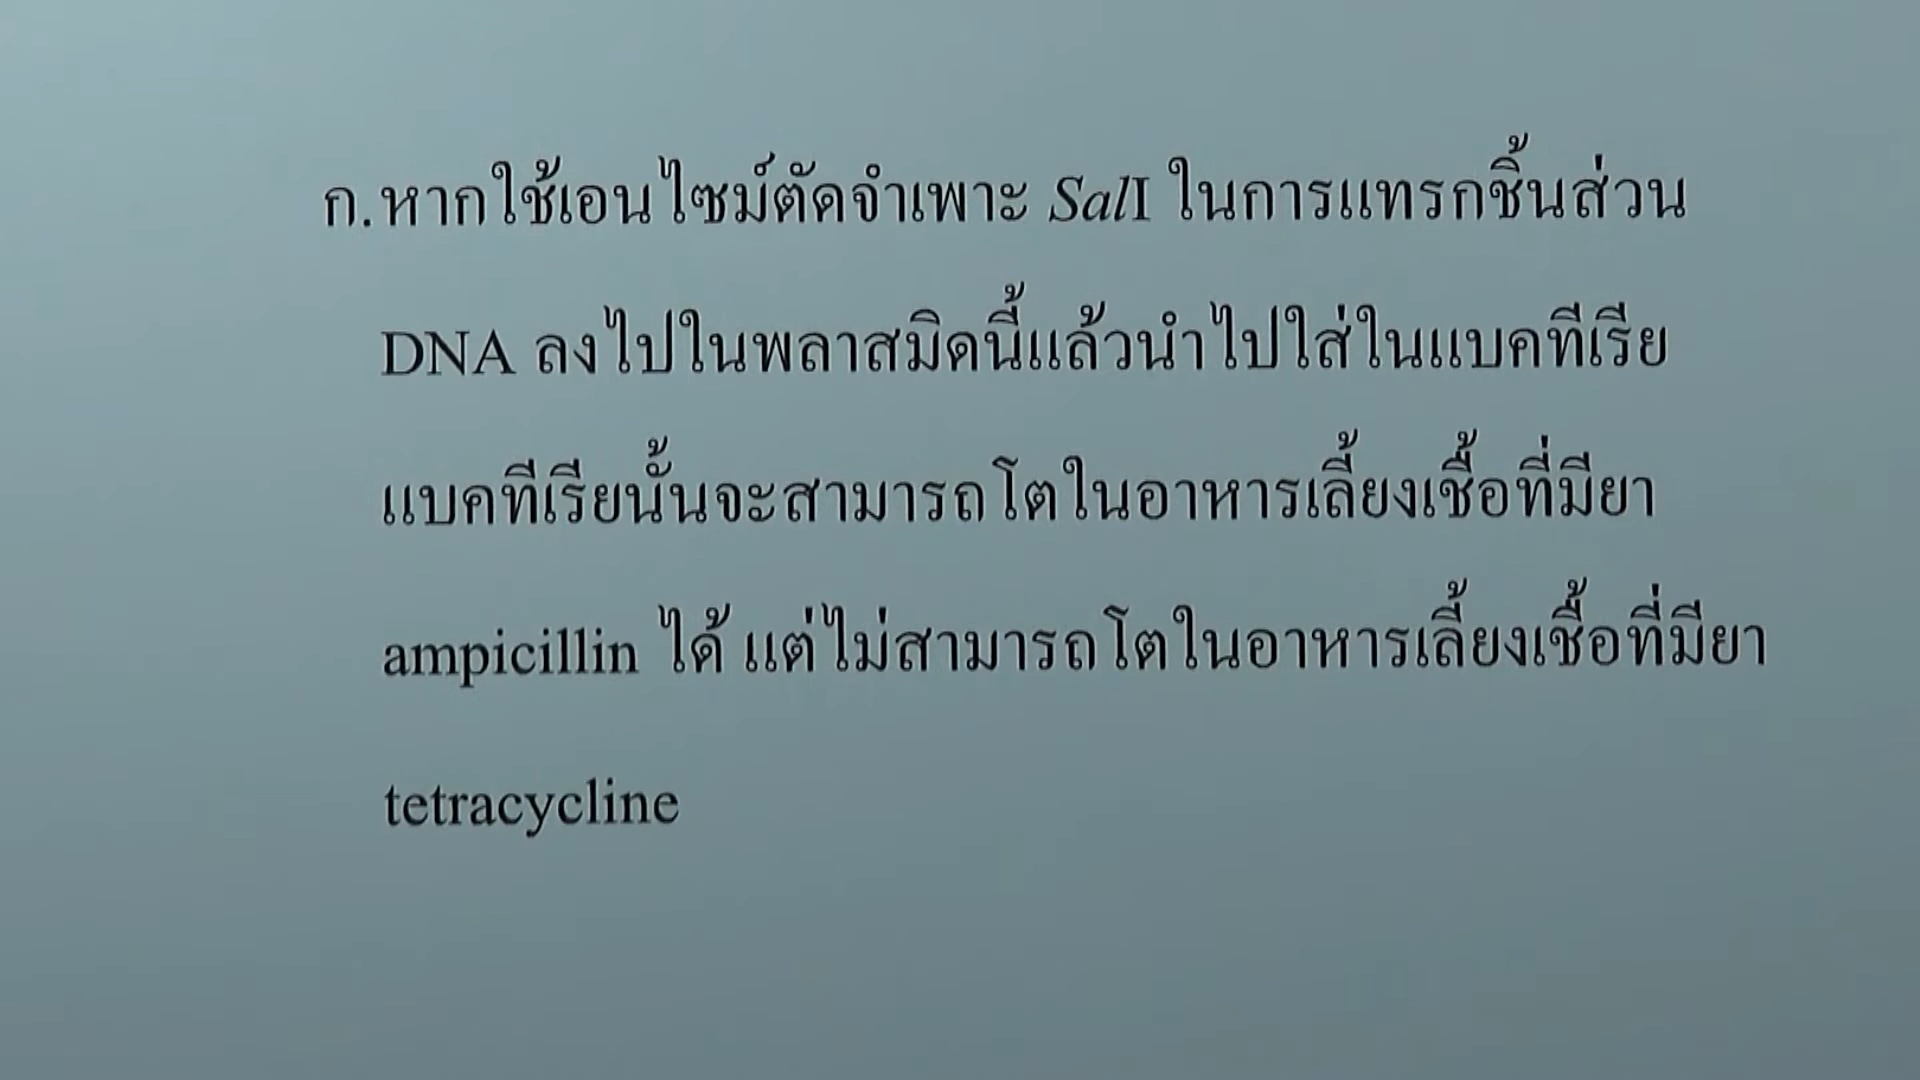 ก. หากใช้เอนไซม์ตัดจำเพาะ SalI ในการแทรกชิ้นส่วน
DNA ลงไปในพลาสมิดนี้แล้วนำไปใส่ในแบคทีเรีย
แบคทีเรียนั้นจะสามารถโตในอาหารเลี้ยงเชื้อที่มียา
ampicillin ได้ แต่ไม่สามารถโตในอาหารเลี้ยงเชื้อที่มียา
tetracycline